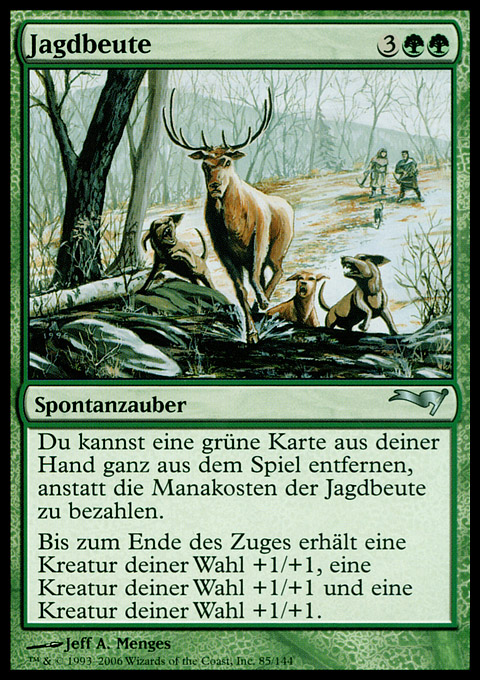 Jagdbeute 3
1996
Spontanzauber
Du kannst eine grüne Karte aus deiner
Hand ganz aus dem Spiel entfernen,
anstatt die Manakosten der Jagdbeute
zu bezahlen.
Bis zum Ende des Zuges erhält eine
Kreatur deiner Wahl +1/+1, eine
Kreatur deiner Wahl +1/+1 und eine
Kreatur deiner Wahl +1/+1.
Jeff A. Menges
™ & © 1993–2006 Wizards of the Coast, Inc. 85/144